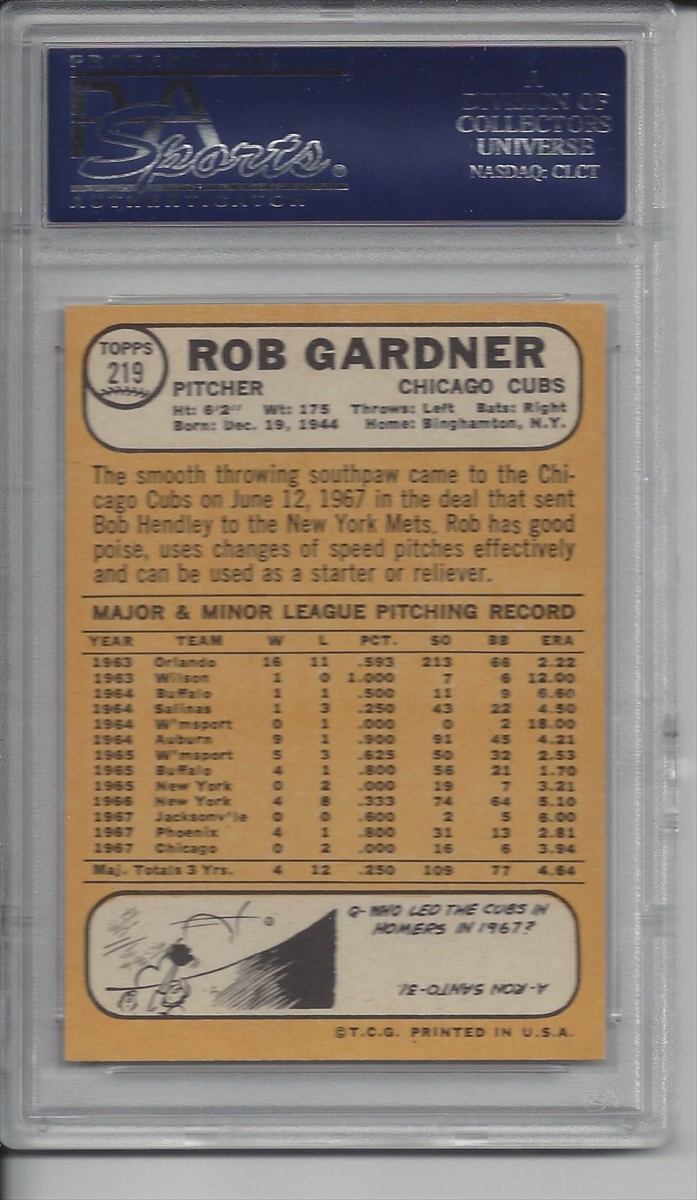 PROFESSIONAL
PSA
Sports®
AUTHENTICATOR
A
DIVISION OF
COLLECTORS
UNIVERSE
NASDAQ: CLCT
TOPPS
219
ROB GARDNER
PITCHER CHICAGO CUBS
Ht: 6'2" Wt: 175 Throws: Left Bats: Right
Born: Dec. 19, 1944 Home: Binghamton, N.Y.
The smooth throwing southpaw came to the Chi-
cago Cubs on June 12, 1967 in the deal that sent
Bob Hendley to the New York Mets. Rob has good
poise, uses changes of speed pitches effectively
and can be used as a starter or reliever.
MAJOR & MINOR LEAGUE PITCHING RECORD
YEAR TEAM W L PCT. SO BB ERA
1963 Orlando 16 11 .593 213 66 2.22
1963 Wilson 1 0 1.000 7 6 12.00
1964 Buffalo 1 1 .500 11 9 6.60
1964 Salinas 1 3 .250 43 22 4.50
1964 W'msport 0 1 .000 0 2 18.00
1964 Auburn 9 1 .900 91 45 4.21
1965 W'msport 5 3 .625 50 32 2.53
1965 Buffalo 4 1 .800 56 21 1.70
1965 New York 0 2 .000 19 7 3.21
1966 New York 4 8 .333 74 64 5.10
1967 Jacksonv'le 0 0 .000 2 5 6.00
1967 Phoenix 4 1 .800 31 13 2.81
1967 Chicago 0 2 .000 16 6 3.94
Maj. Totals 3 Yrs. 4 12 .250 109 77 4.64
Q-WHO LED THE CUBS IN
HOMERS IN 1967?
A-RON SANTO-31.
©T.C.G. PRINTED IN U.S.A.